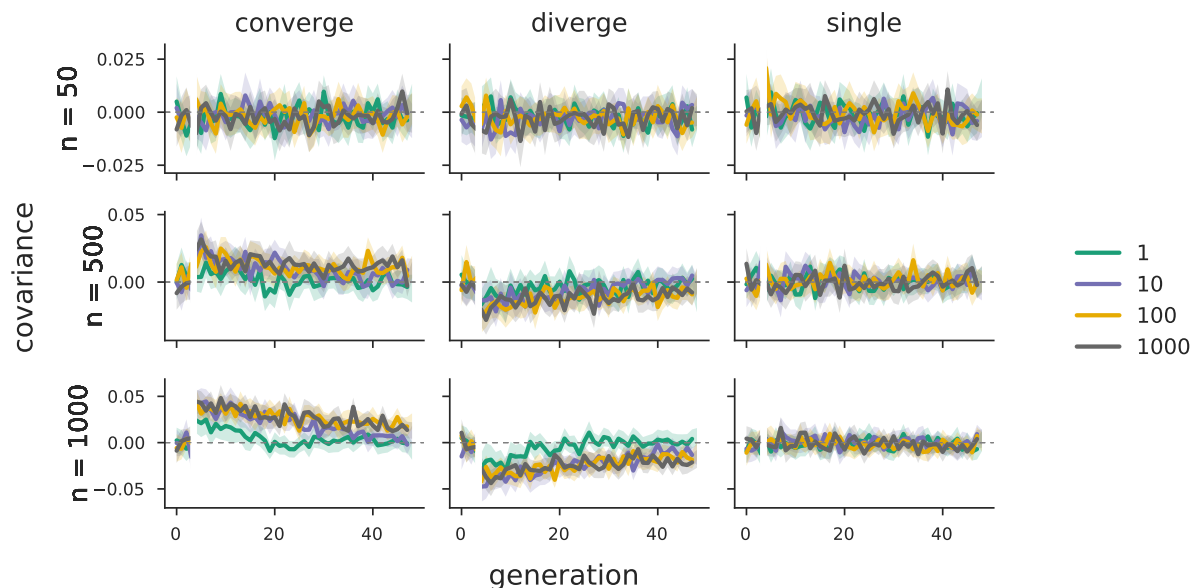 converge diverge single
n = 50
0.025
0.000
−0.025
covariance
n = 500
0.05
0.00
n = 1000
0.05
0.00
−0.05
0 20 40 0 20 40 0 20 40
generation
1
10
100
1000